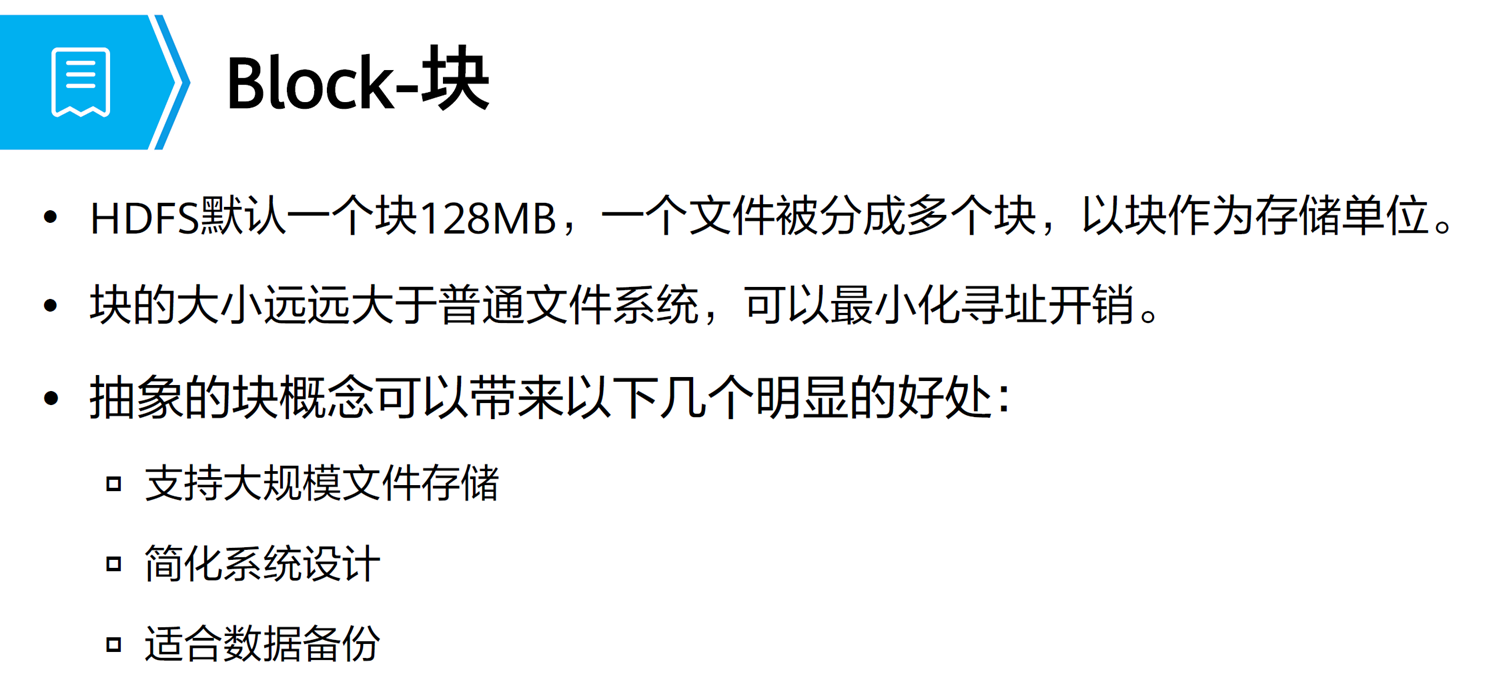 Block-块
• HDFS默认一个块128MB，一个文件被分成多个块，以块作为存储单位。
• 块的大小远远大于普通文件系统，可以最小化寻址开销。
• 抽象的块概念可以带来以下几个明显的好处：
▫ 支持大规模文件存储
▫ 简化系统设计
▫ 适合数据备份